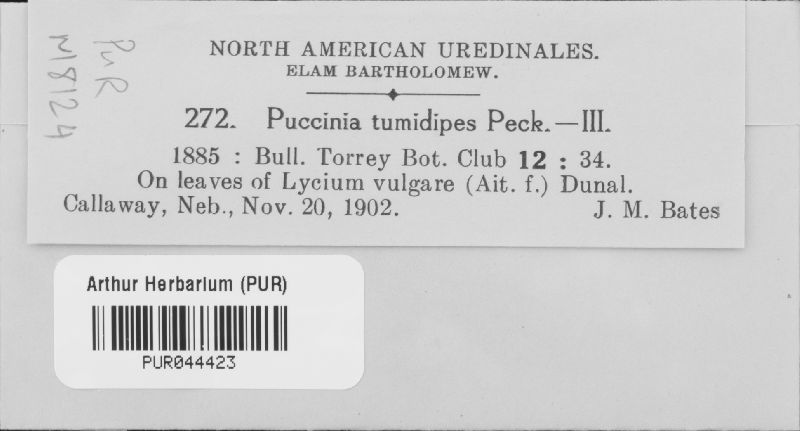 NORTH AMERICAN UREDINALES.
ELAM BARTHOLOMEW.
272. Puccinia tumidipes Peck.—III.
1885 : Bull. Torrey Bot. Club 12 : 34.
On leaves of Lycium vulgare (Ait. f.) Dunal.
Callaway, Neb., Nov. 20, 1902. J. M. Bates
PUR
M8124
Arthur Herbarium (PUR)
PUR044423